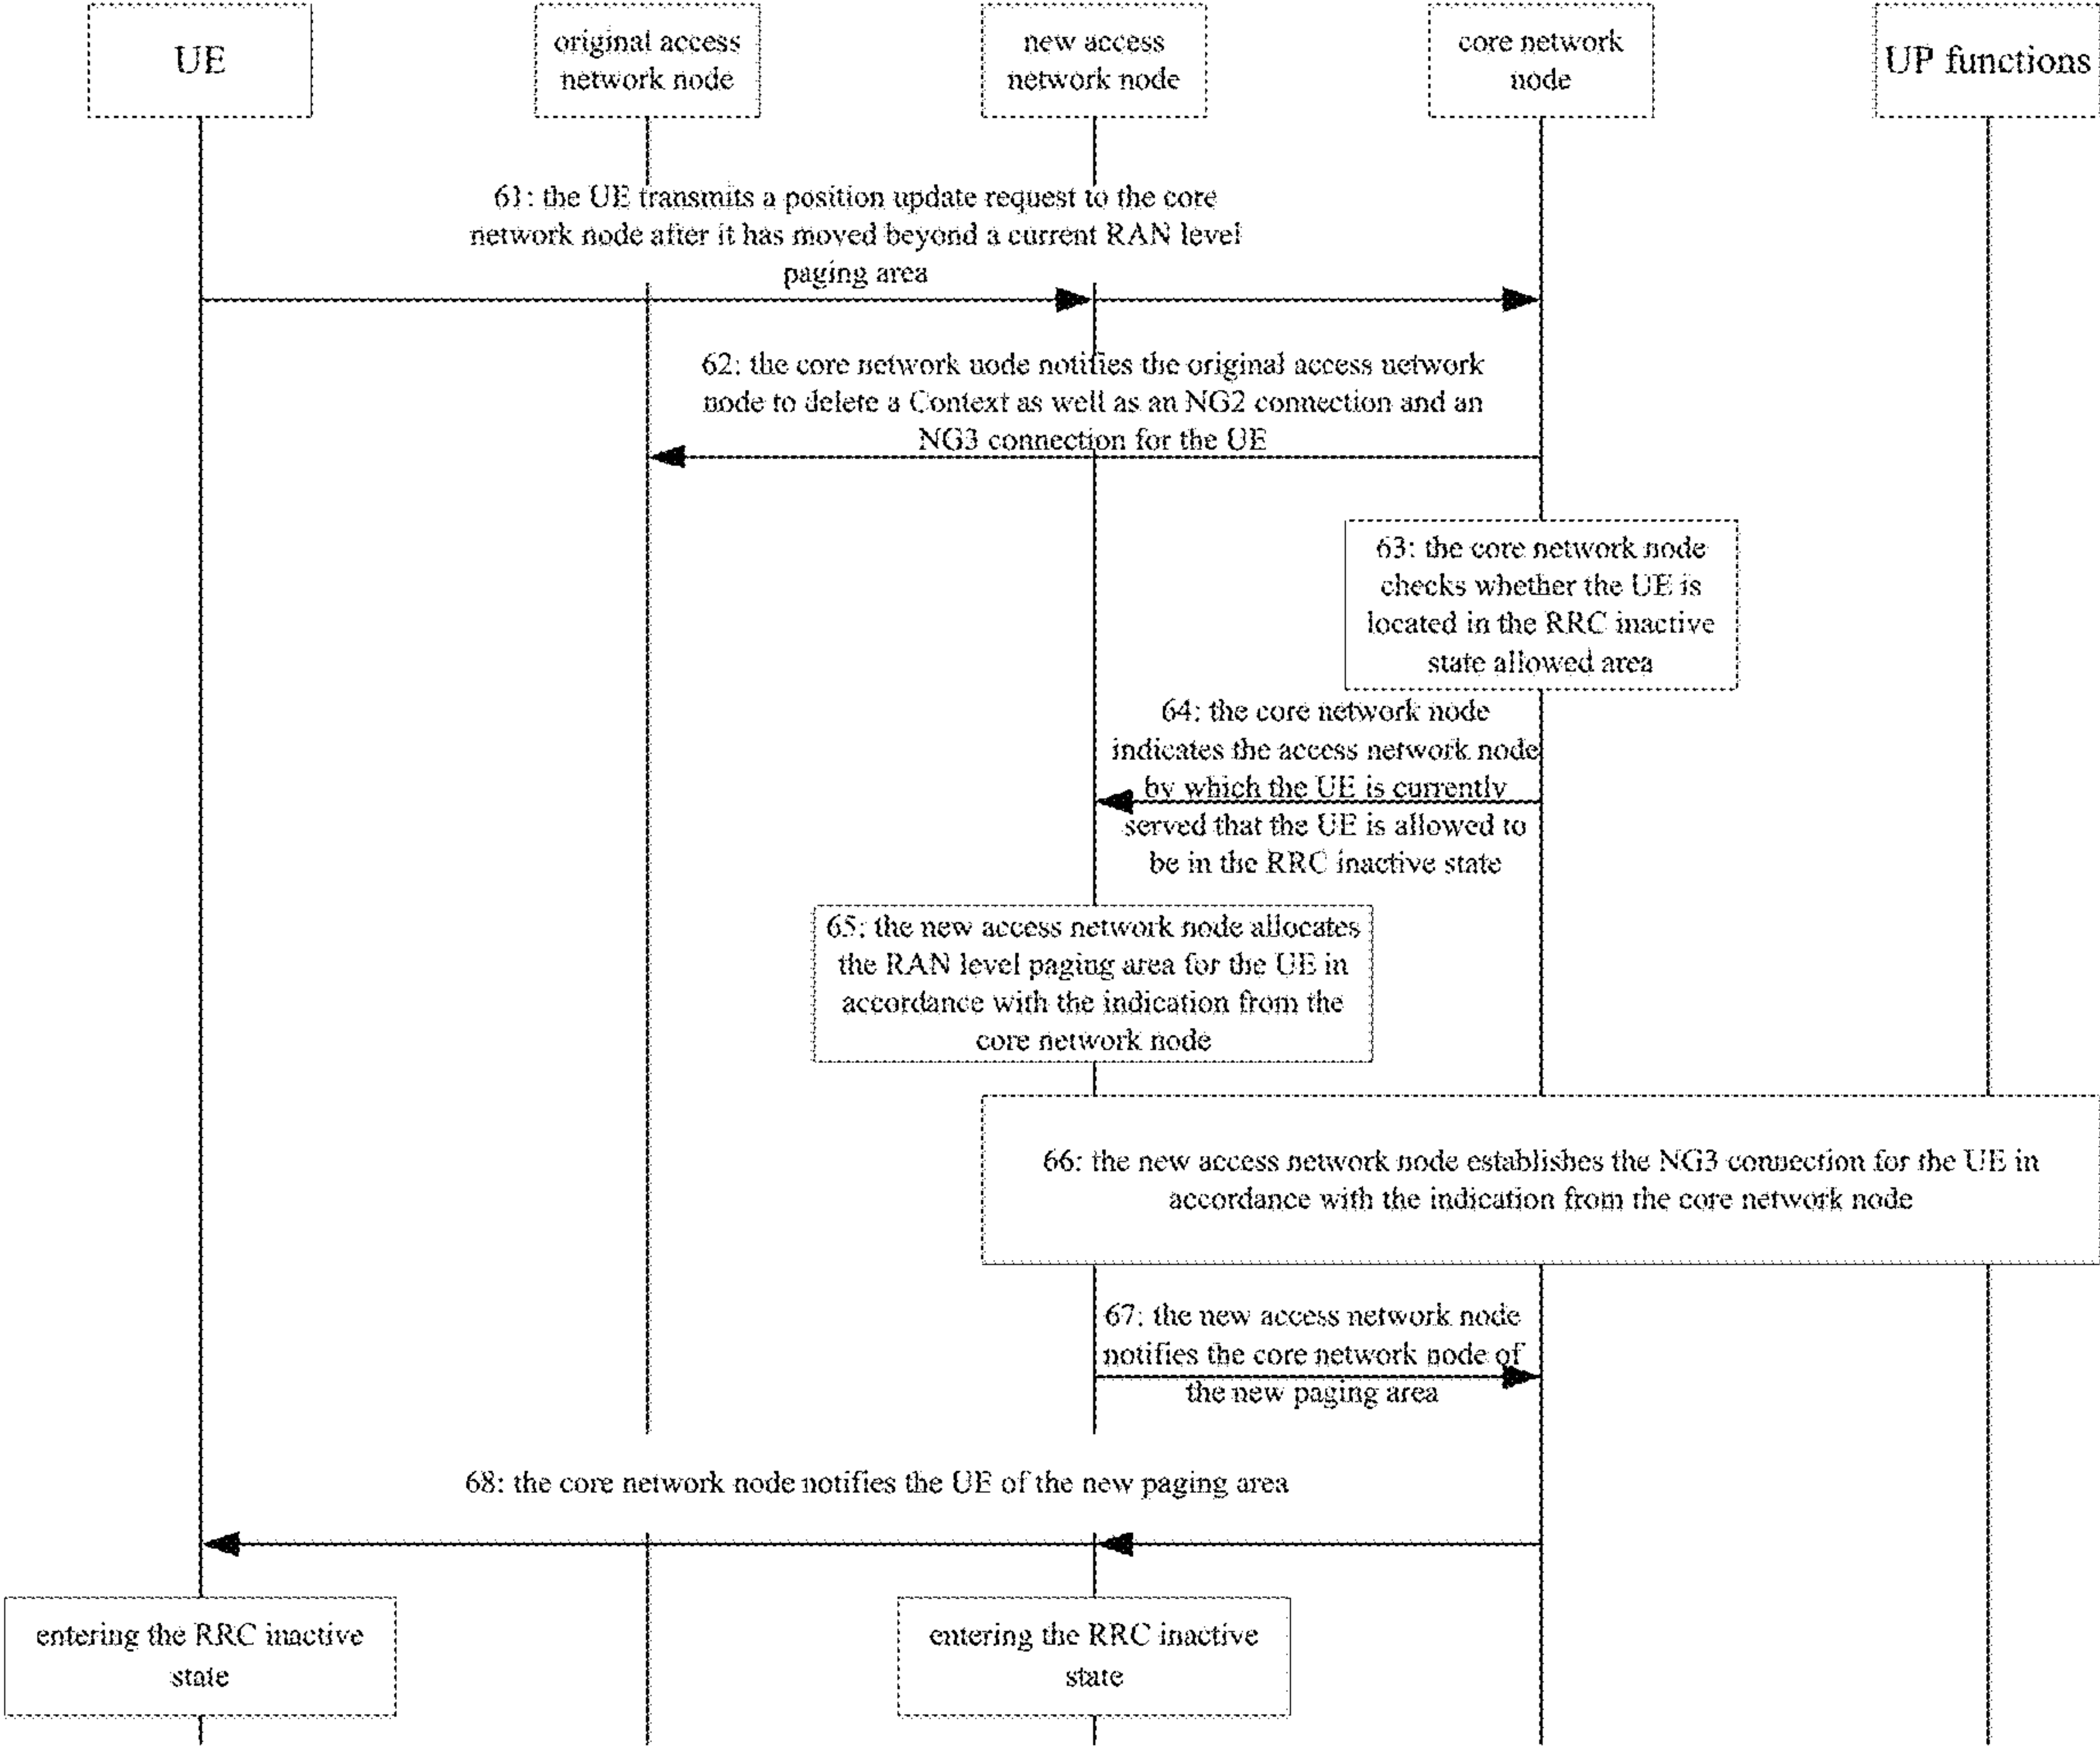 UE
original access
network node
new access
network node
core network
node
UP functions
61: the UE transmits a position update request to the core
network node after it has moved beyond a current RAN level
paging area
62: the core network node notifies the original access network
node to delete a Context as well as an NG2 connection and an
NG3 connection for the UE
63: the core network node
checks whether the UE is
located in the RRC inactive
state allowed area
64: the core network node
indicates the access network node
by which the UE is currently
served that the UE is allowed to
be in the RRC inactive state
65: the new access network node allocates
the RAN level paging area for the UE in
accordance with the indication from the
core network node
66: the new access network node establishes the NG3 connection for the UE in
accordance with the indication from the core network node
67: the new access network node
notifies the core network node of
the new paging area
68: the core network node notifies the UE of the new paging area
entering the RRC inactive
state
entering the RRC inactive
state